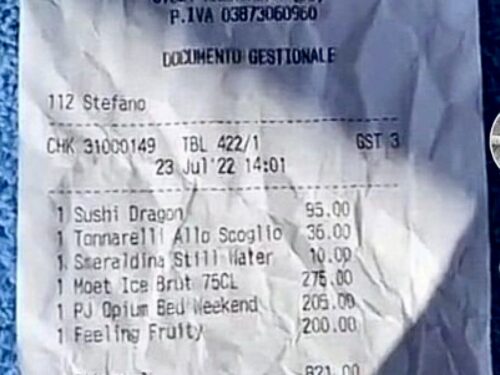 P.IVA 03873060960
DOCUMENTO GESTIONALE
112 Stefano
CHK 31000149 TBL 422/1 GST 3
23 Jul'22 14:01
1 Sushi Dragon 95.00
1 Tonnarelli Allo Scoglio 36.00
1 Smeraldina Still Water 10.00
1 Moet Ice Brut 75CL 275.00
1 PJ Opium Bed Weekend 205.00
1 Feeling Fruity 200.00
821.00